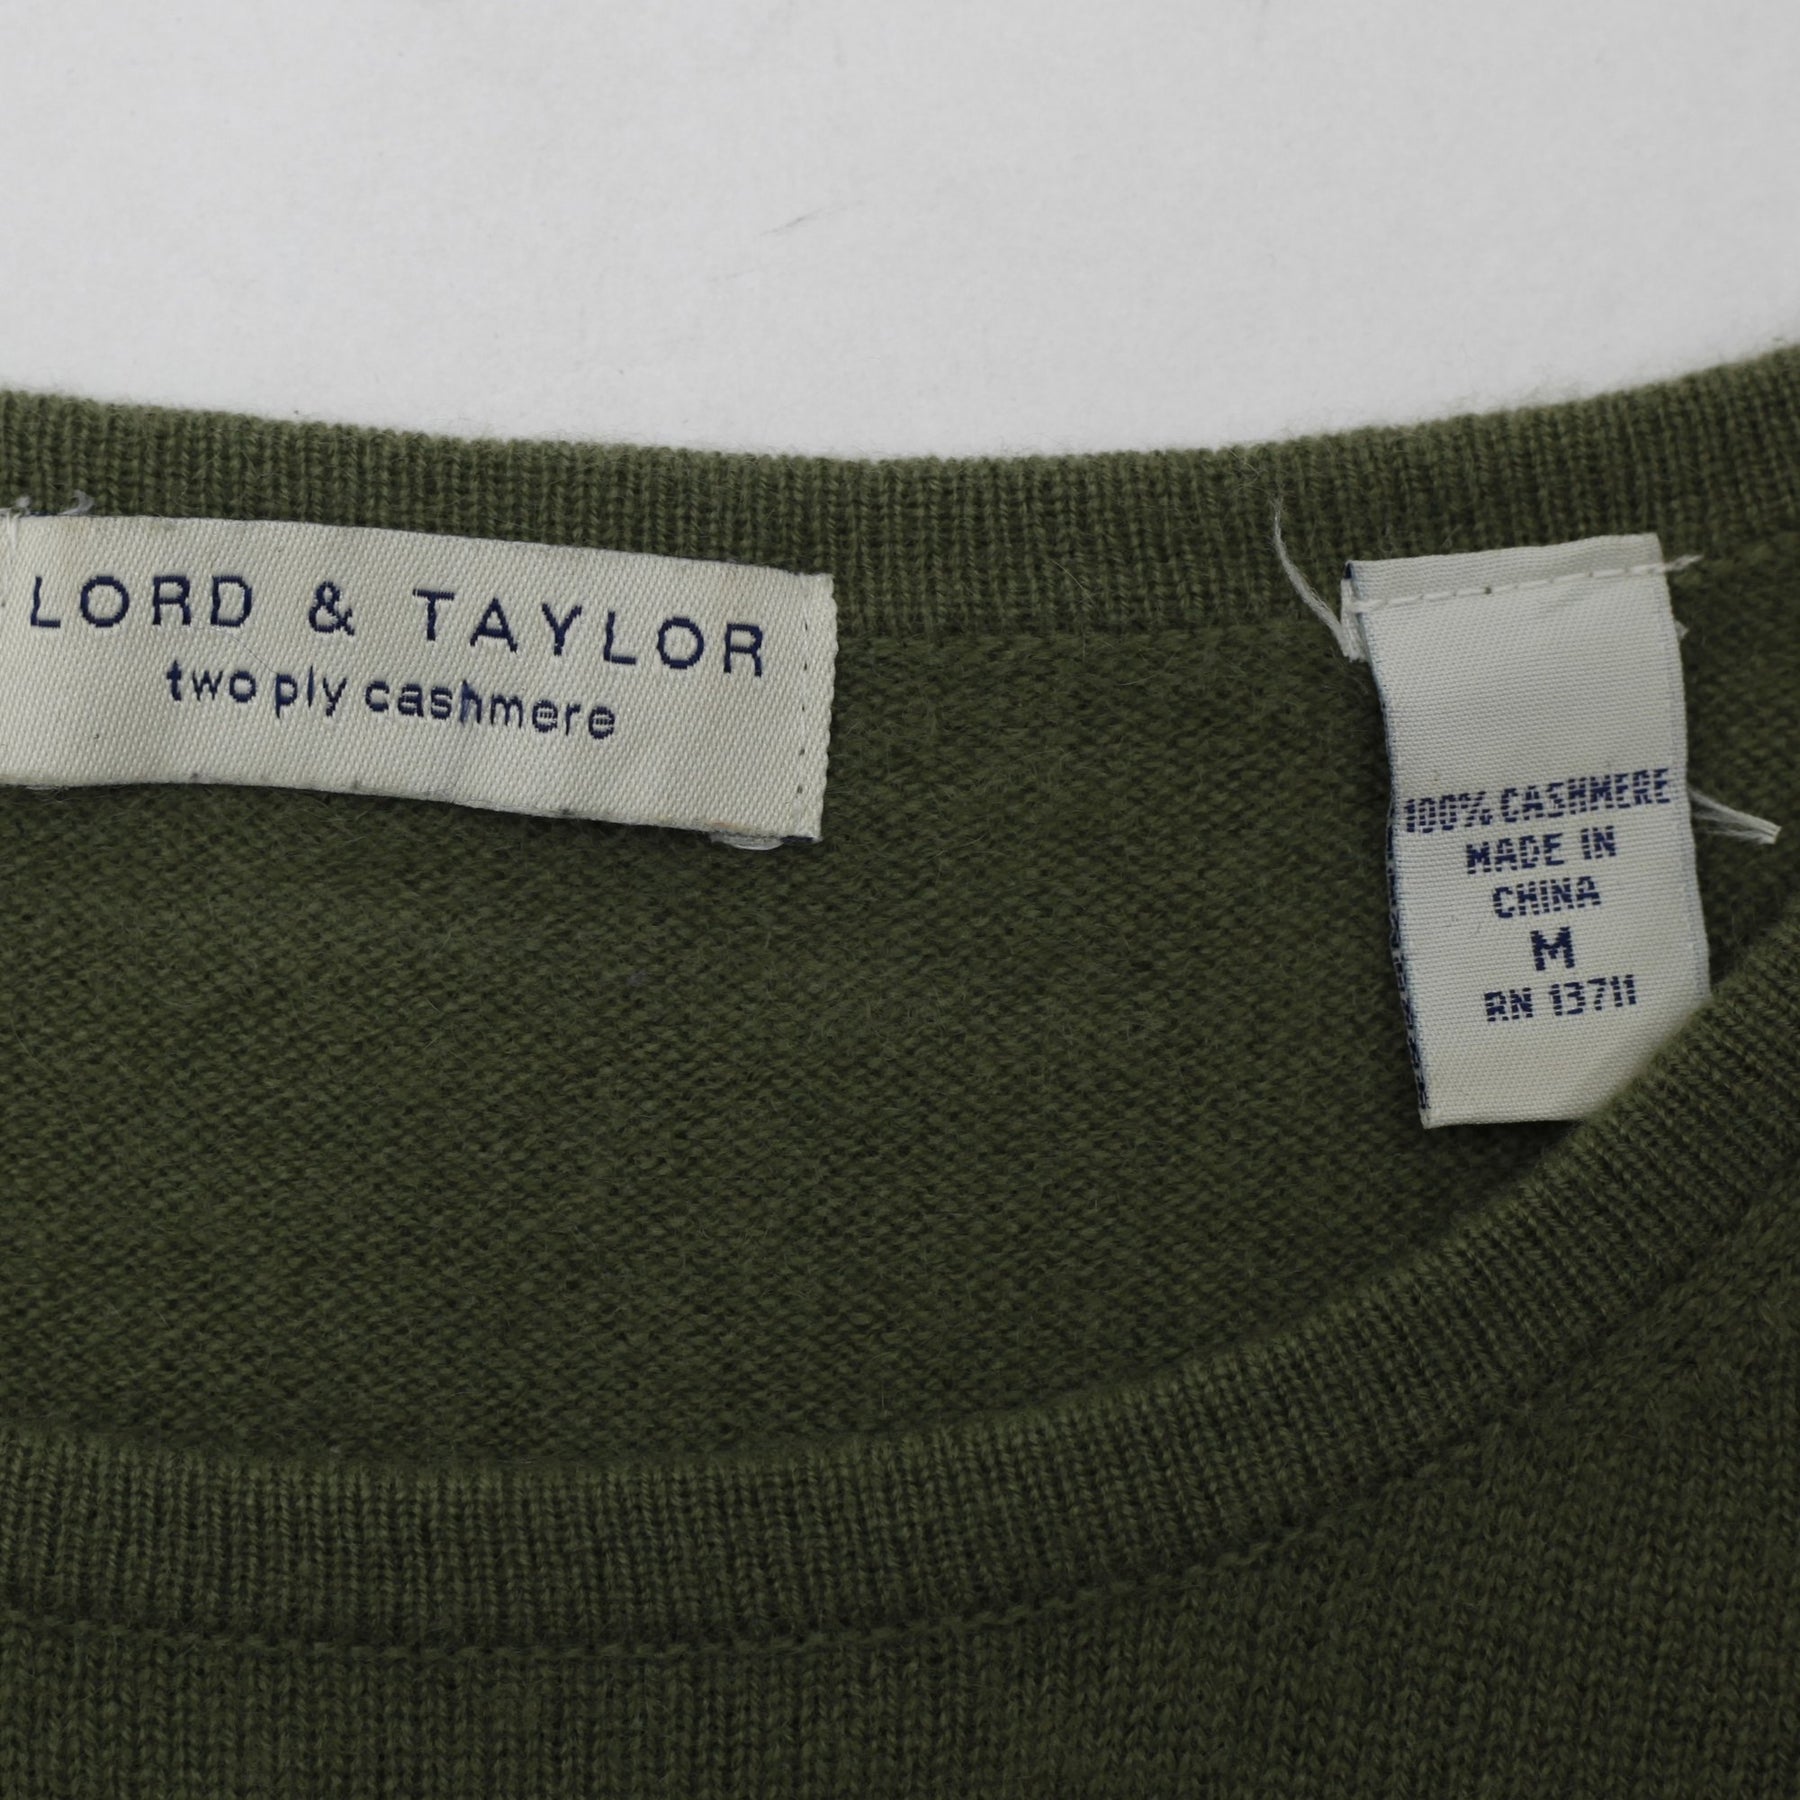 LORD & TAYLOR
two ply cashmere
100% CASHMERE
MADE IN
CHINA
M
RN 13711